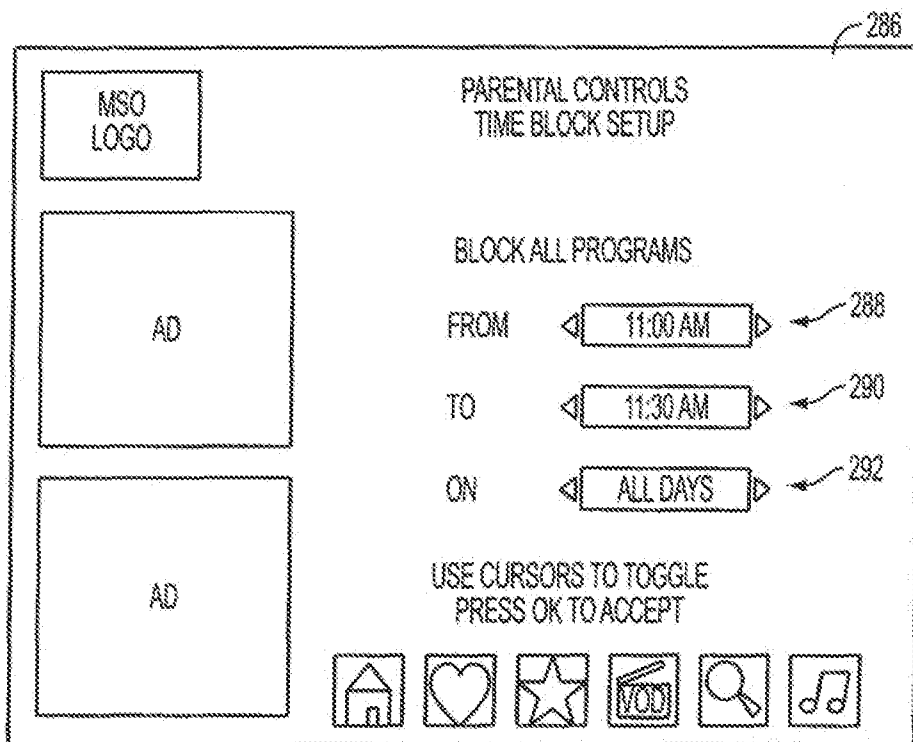 286
MSO
LOGO
PARENTAL CONTROLS
TIME BLOCK SETUP
AD
BLOCK ALL PROGRAMS
FROM 11:00 AM 288
TO 11:30 AM 290
ON ALL DAYS 292
AD
USE CURSORS TO TOGGLE
PRESS OK TO ACCEPT
VOD